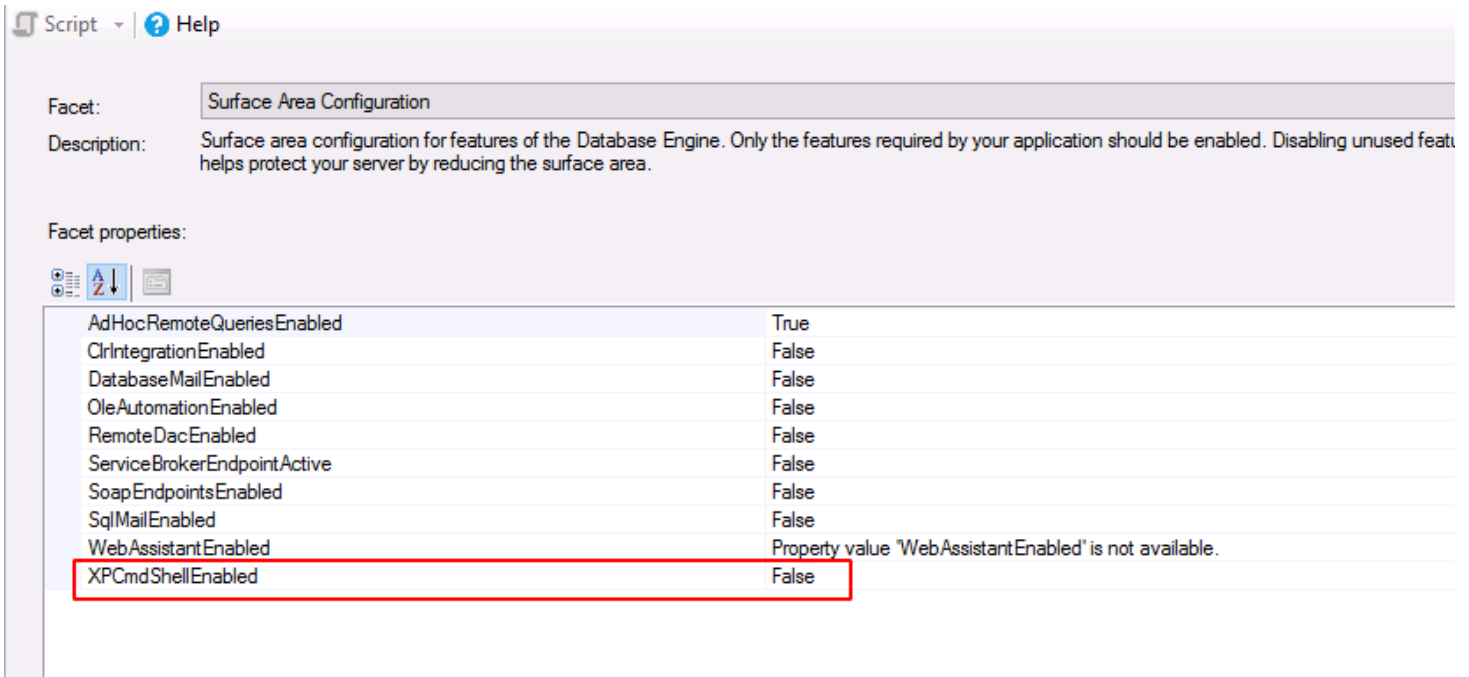 Script Help
Facet: Surface Area Configuration
Description: Surface area configuration for features of the Database Engine. Only the features required by your application should be enabled. Disabling unused featu
helps protect your server by reducing the surface area.
Facet properties:
AdHocRemoteQueriesEnabled True
ClrIntegrationEnabled False
DatabaseMailEnabled False
OleAutomationEnabled False
RemoteDacEnabled False
ServiceBrokerEndpointActive False
SoapEndpointsEnabled False
SqlMailEnabled False
WebAssistantEnabled Property value 'WebAssistantEnabled' is not available.
XPCmdShellEnabled False